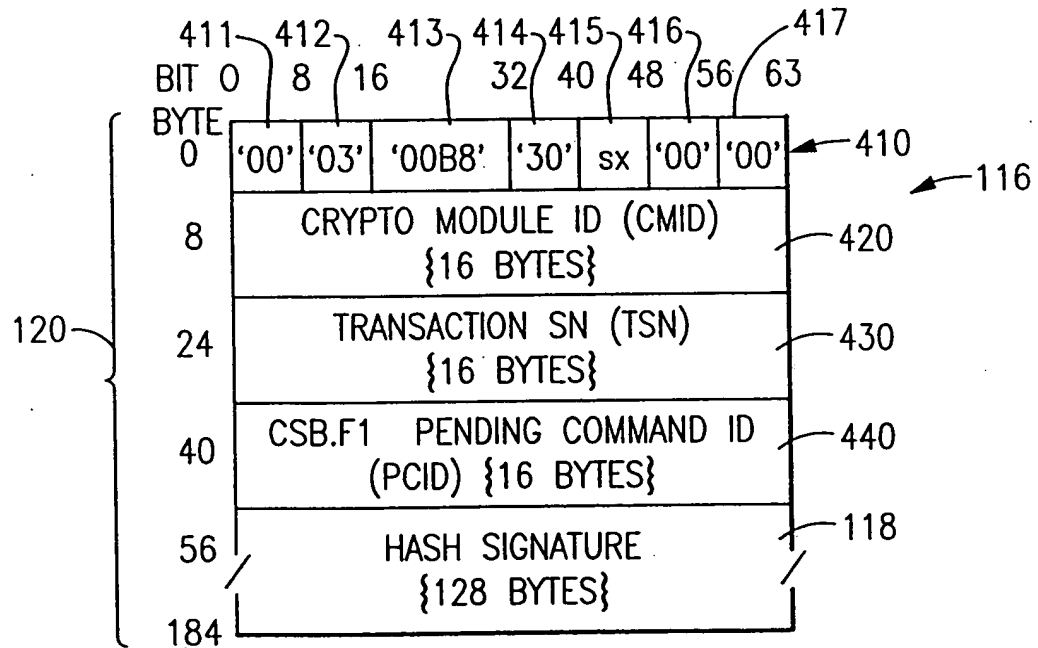 411 412 413 414 415 416 417
BIT 0 8 16 32 40 48 56 63
BYTE
0 '00' '03' '00B8' '30' sx '00' '00' 410
116
8 CRYPTO MODULE ID (CMID)
{16 BYTES} 420
120
24 TRANSACTION SN (TSN)
{16 BYTES} 430
40 CSB.F1 PENDING COMMAND ID
(PCID) {16 BYTES} 440
56 HASH SIGNATURE 118
{128 BYTES}
184